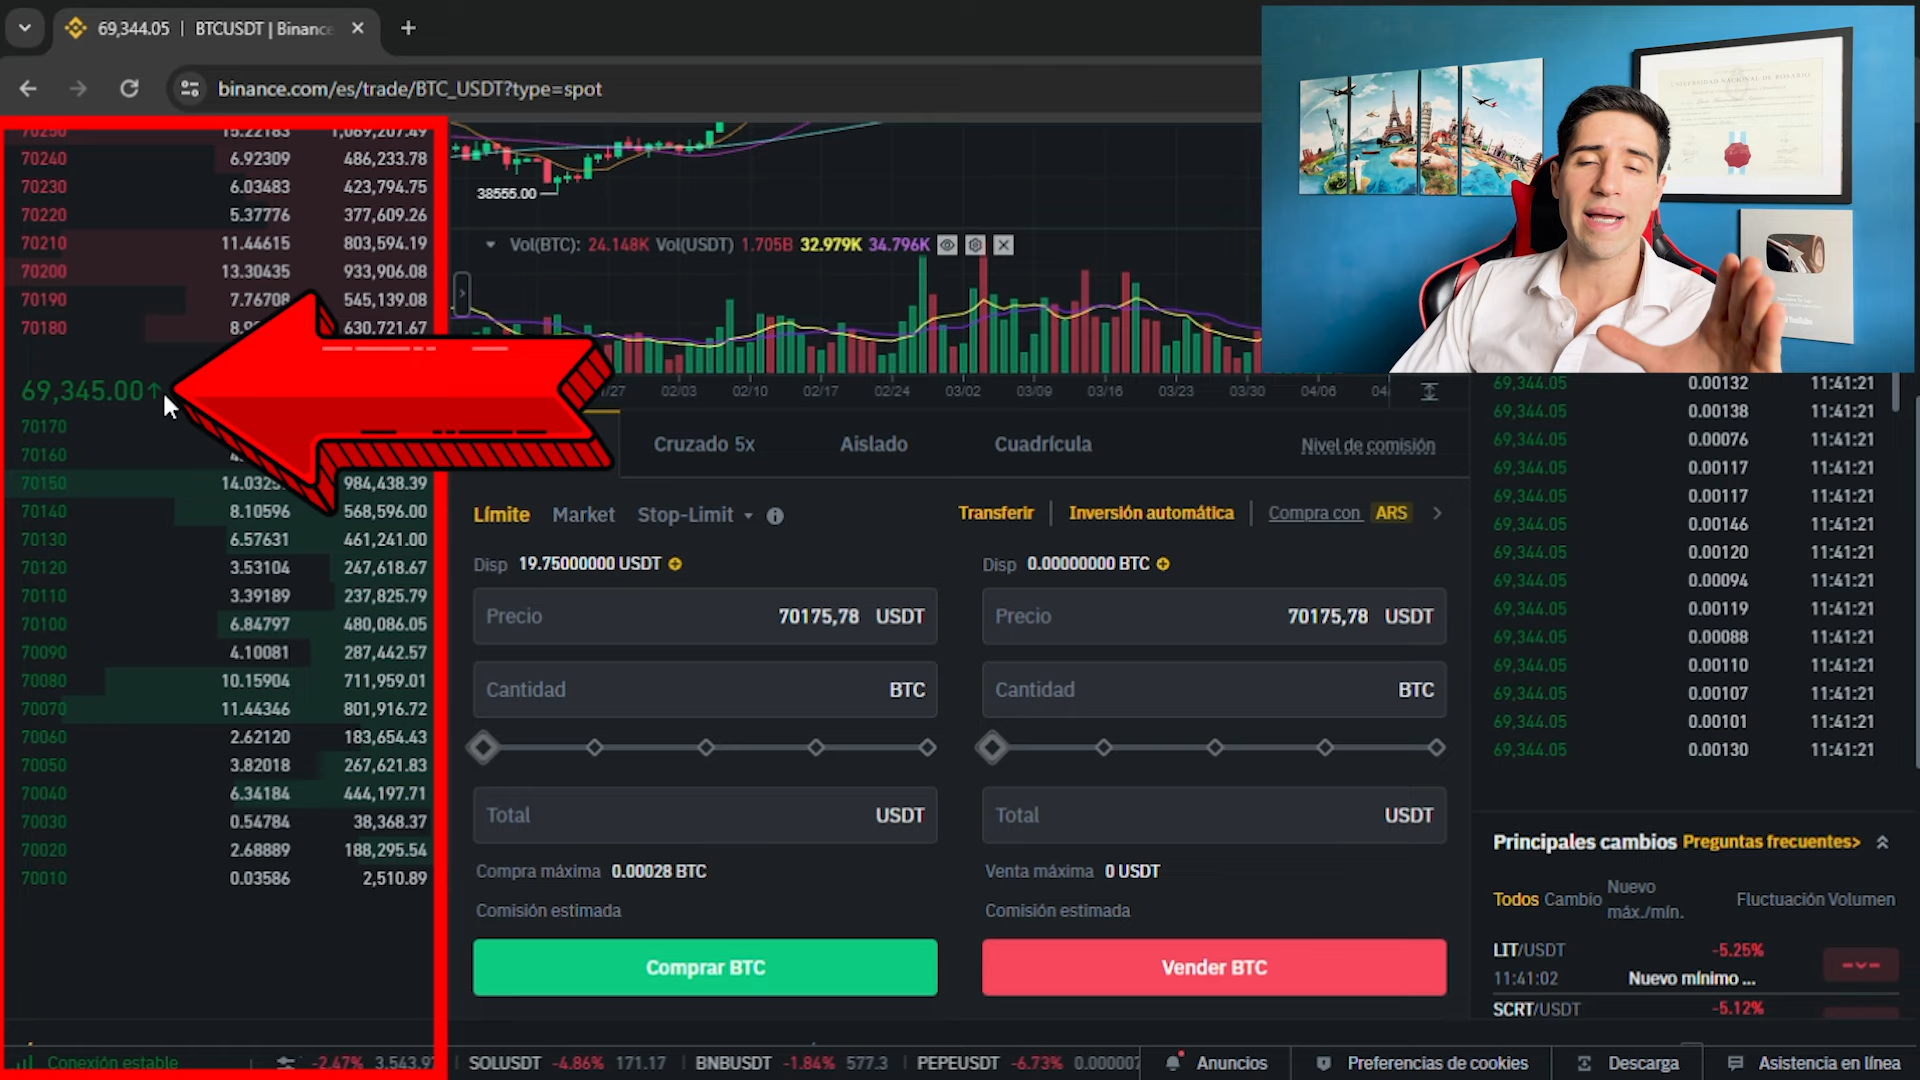 69,344.05 | BTCUSDT | Binance
binance.com/es/trade/BTC_USDT?type=spot
70250 15.22183 1,069,207.49
70240 6.92309 486,233.78
70230 6.03483 423,794.75
70220 5.37776 377,609.26
70210 11.44615 803,594.19
70200 13.30435 933,906.08
70190 7.76708 545,139.08
70180 630,721.67
69,345.00↑
70170
70160
70150 984,438.39
70140 8.10596 568,596.00
70130 6.57631 461,241.00
70120 3.53104 247,618.67
70110 3.39189 237,825.79
70100 6.84797 480,086.05
70090 4.10081 287,442.57
70080 10.15904 711,959.01
70070 11.44346 801,916.72
70060 2.62120 183,654.43
70050 3.82018 267,621.83
70040 6.34184 444,197.71
70030 0.54784 38,368.37
70020 2.68889 188,295.54
70010 0.03586 2,510.89
38555.00
Vol(BTC): 24.148K Vol(USDT) 1.705B 32.979K 34.796K
02/03 02/10 02/17 02/24 03/02 03/09 03/16 03/23 03/30 04/06
Cruzado 5x Aislado Cuadrícula Nivel de comisión
Límite Market Stop-Limit
Transferir | Inversión automática | Compra con ARS
Disp 19.75000000 USDT
Precio 70175,78 USDT
Cantidad BTC
Total USDT
Compra máxima 0.00028 BTC
Comisión estimada
Comprar BTC
Disp 0.00000000 BTC
Precio 70175,78 USDT
Cantidad BTC
Total USDT
Venta máxima 0 USDT
Comisión estimada
Vender BTC
UNIVERSIDAD NACIONAL DE ROSARIO
69,344.05 0.00132 11:41:21
69,344.05 0.00138 11:41:21
69,344.05 0.00076 11:41:21
69,344.05 0.00117 11:41:21
69,344.05 0.00117 11:41:21
69,344.05 0.00146 11:41:21
69,344.05 0.00120 11:41:21
69,344.05 0.00094 11:41:21
69,344.05 0.00119 11:41:21
69,344.05 0.00088 11:41:21
69,344.05 0.00110 11:41:21
69,344.05 0.00107 11:41:21
69,344.05 0.00101 11:41:21
69,344.05 0.00130 11:41:21
Principales cambios Preguntas frecuentes>
Todos Cambio Nuevo máx./mín. Fluctuación Volumen
LIT/USDT -5.25%
11:41:02 Nuevo mínimo ...
SCRT/USDT -5.12%
Conexión estable -2.47% 3,543.97 SOLUSDT -4.86% 171.17 BNBUSDT -1.84% 577.3 PEPEUSDT -6.73% 0.000007 Anuncios Preferencias de cookies Descarga Asistencia en línea